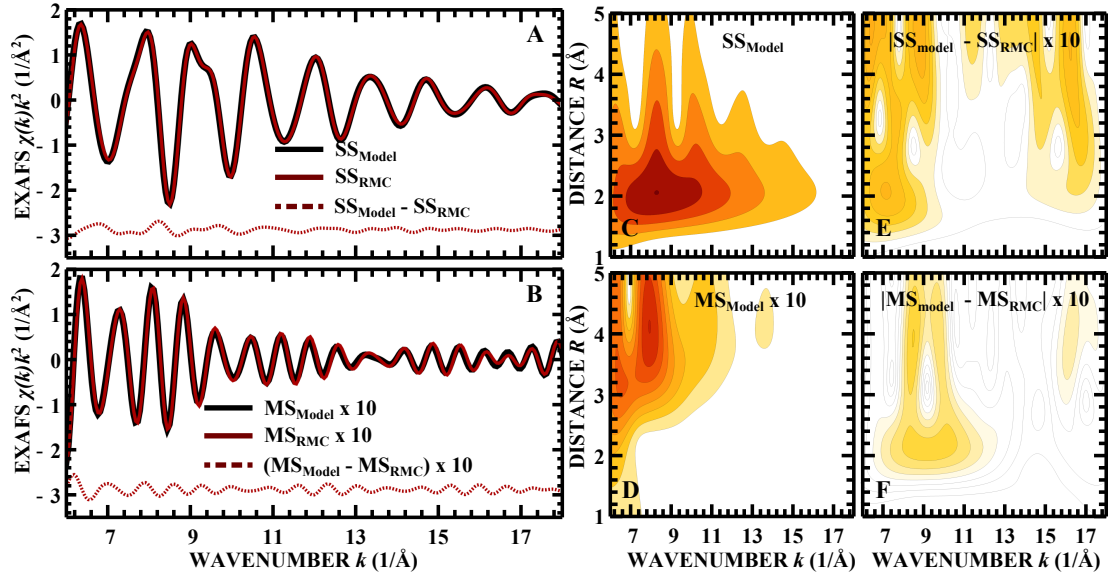 A
EXAFS χ(k)k² (1/Å²)
2
1
0
- 1
- 2
- 3
SS_Model
SS_RMC
SS_Model - SS_RMC
B
EXAFS χ(k)k² (1/Å²)
2
1
0
- 1
- 2
- 3
MS_Model x 10
MS_RMC x 10
(MS_Model - MS_RMC) x 10
7 9 11 13 15 17
WAVENUMBER k (1/Å)
DISTANCE R (Å)
5
4
3
2
1
SS_Model
C
|SS_model - SS_RMC| x 10
E
DISTANCE R (Å)
5
4
3
2
1
MS_Model x 10
D
7 9 11 13 15
WAVENUMBER k (1/Å)
|MS_model - MS_RMC| x 10
F
7 9 11 13 15 17
WAVENUMBER k (1/Å)